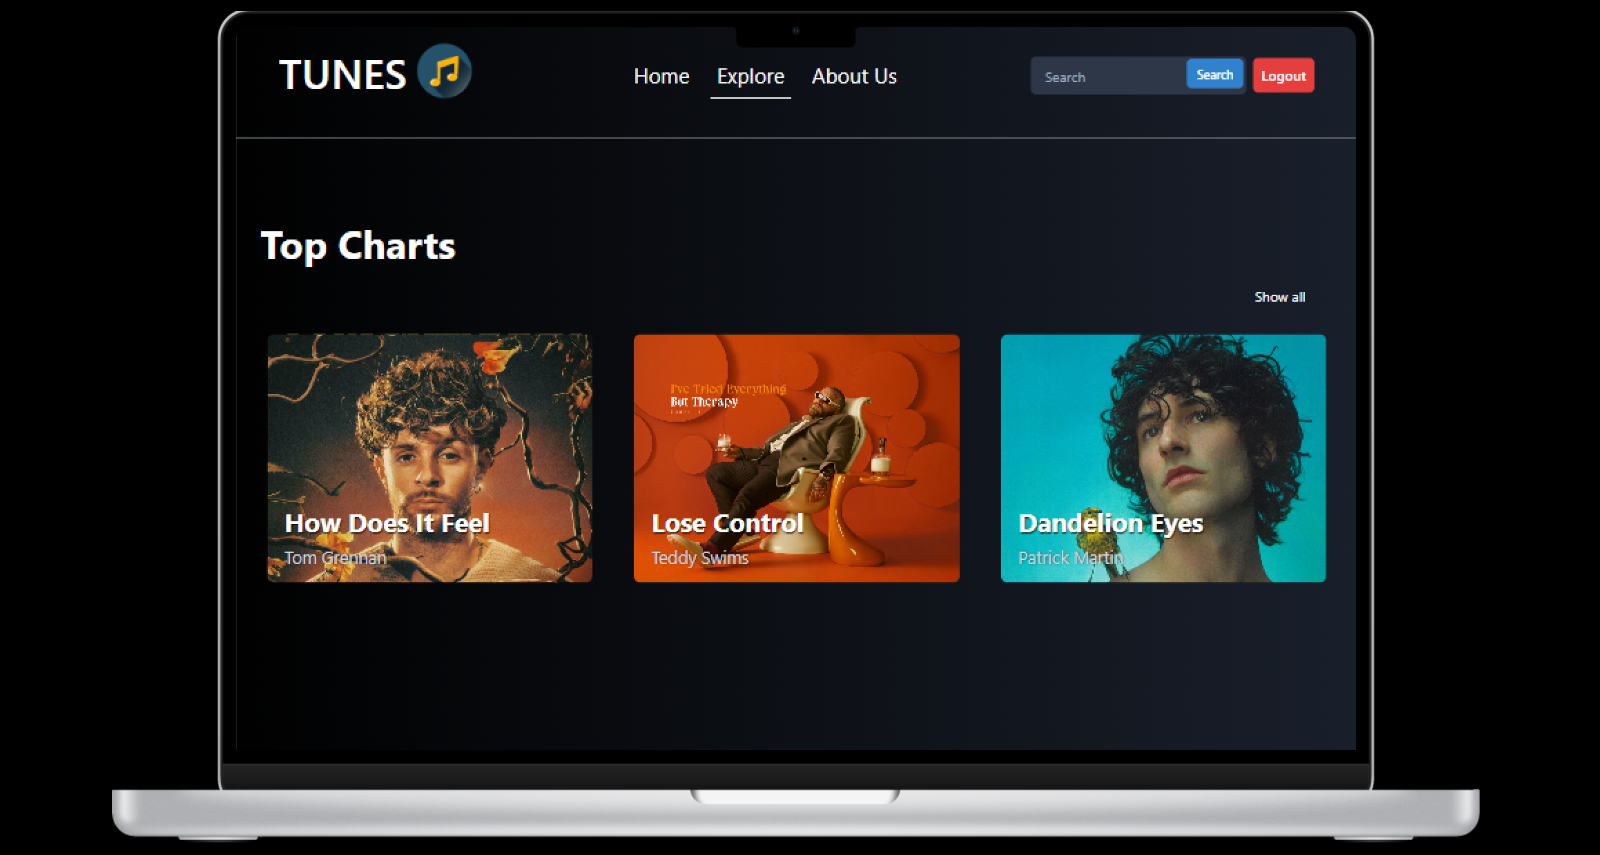 TUNES
Home Explore About Us
Search Search Logout
Top Charts
Show all
I've Tried Everything
But Therapy
How Does It Feel
Tom Grennan
Lose Control
Teddy Swims
Dandelion Eyes
Patrick Martin